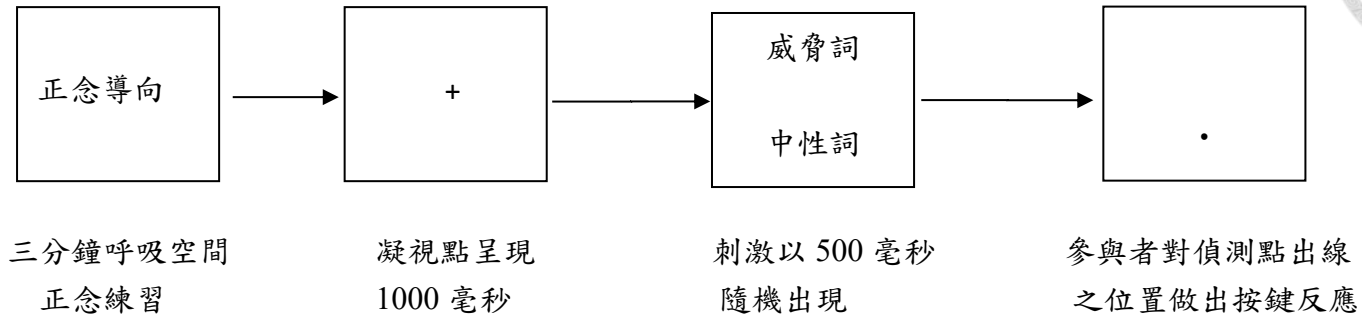 正念導向
+
威脅詞
中性詞
三分鐘呼吸空間
正念練習
凝視點呈現
1000 毫秒
刺激以 500 毫秒
隨機出現
參與者對偵測點出線
之位置做出按鍵反應